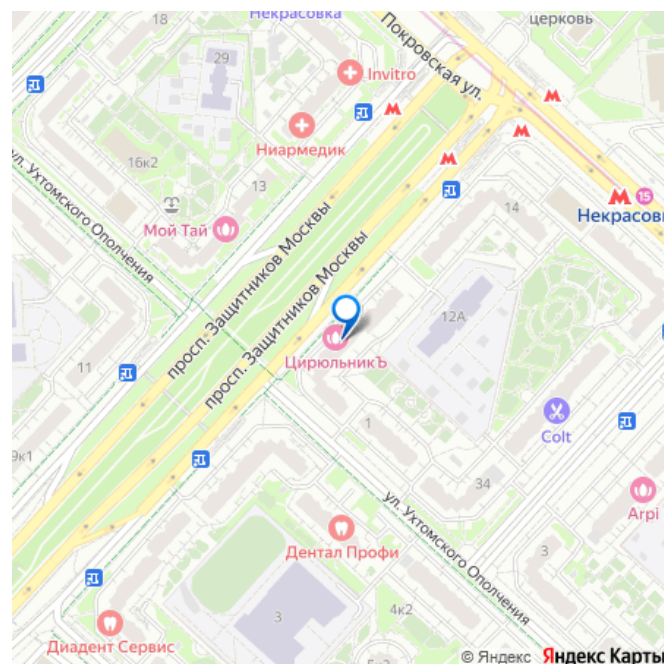 18
Некрасовка
церковь
Покровская ул.
29
Invitro
Ниармедик
16к2
13
15
Некрасовк
14
Мой Тай
ул. Ухтомского Ополчения
просп. Защитников Москвы
просп. Защитников Москвы
12А
ЦирюльникЪ
11
1
Colt
9к1
34
Arpi
ул. Ухтомского Ополчения
Дентал Профи
3
3
4к2
Диадент Сервис
© Яндекс Яндекс Карты